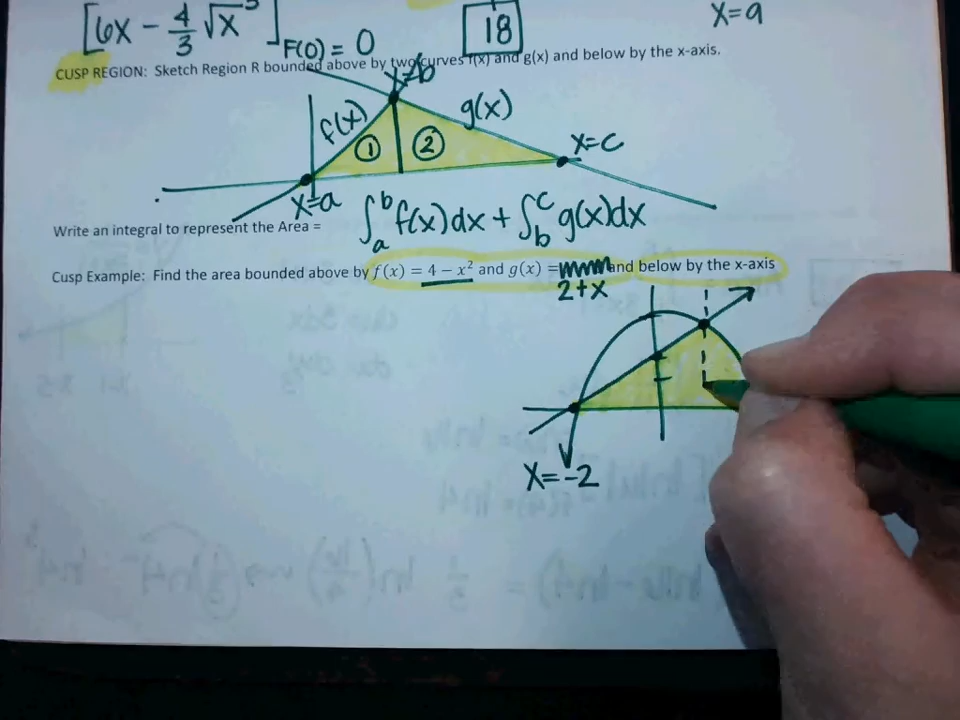 [6x - 4/3 √x³] F(0) = 0 18 x=9
CUSP REGION: Sketch Region R bounded above by two curves f(x) and g(x) and below by the x-axis.
x=b
f(x) g(x)
① ② x=c
x=a
Write an integral to represent the Area = ∫ₐᵇ f(x)dx + ∫_b^c g(x)dx
Cusp Example: Find the area bounded above by f(x) = 4 − x² and g(x) = and below by the x-axis
2+x
x=-2